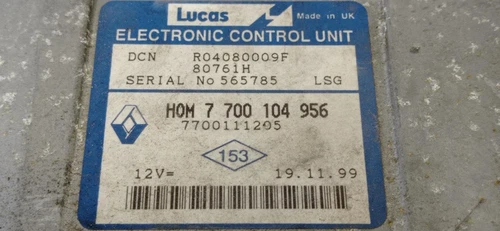 Lucas Made in UK
ELECTRONIC CONTROL UNIT
DCN R04080009F
80761H
SERIAL No 565785 LSG
HOM 7 700 104 956
7700111295
153
12V= 19.11.99